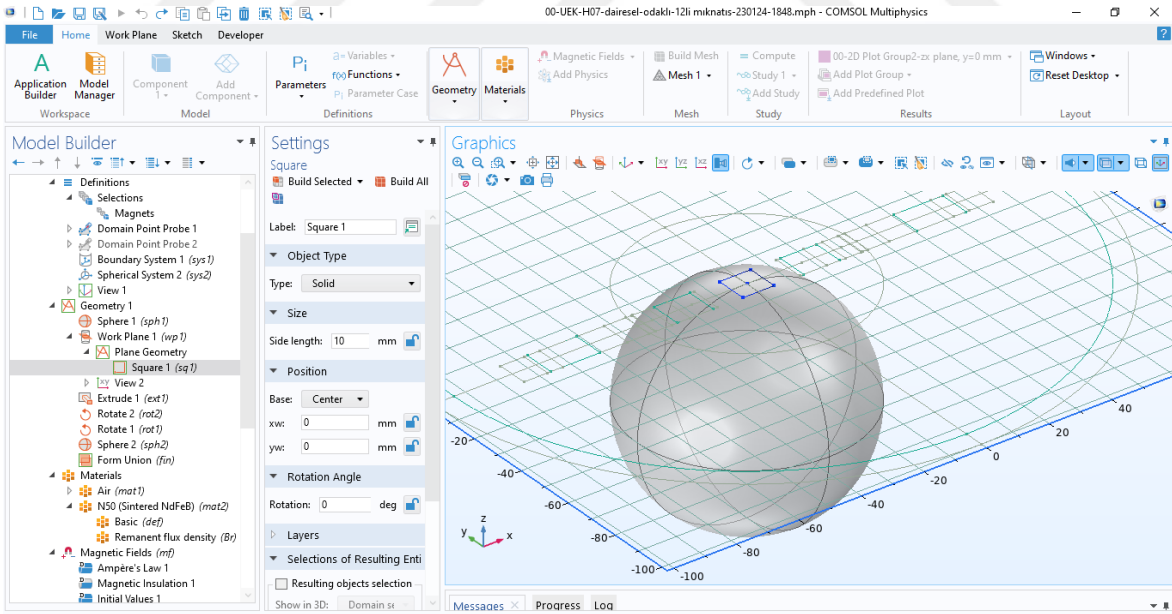 00-UEK-H07-dairesel-odaklı-12li mıknatıs-230124-1848.mph - COMSOL Multiphysics
File Home Work Plane Sketch Developer
Application Builder
Model Manager
Workspace
Component 1
Add Component
Model
Pi
Parameters
a= Variables
f(x) Functions
Pi Parameter Case
Definitions
Geometry
Materials
Magnetic Fields
Add Physics
Physics
Build Mesh
Mesh 1
Mesh
= Compute
Study 1
Add Study
Study
00-2D Plot Group2-zx plane, y=0 mm
Add Plot Group
Add Predefined Plot
Results
Windows
Reset Desktop
Layout
Model Builder
Definitions
Selections
Magnets
Domain Point Probe 1
Domain Point Probe 2
Boundary System 1 (sys1)
Spherical System 2 (sys2)
View 1
Geometry 1
Sphere 1 (sph1)
Work Plane 1 (wp1)
Plane Geometry
Square 1 (sq1)
View 2
Extrude 1 (ext1)
Rotate 2 (rot2)
Rotate 1 (rot1)
Sphere 2 (sph2)
Form Union (fin)
Materials
Air (mat1)
N50 (Sintered NdFeB) (mat2)
Basic (def)
Remanent flux density (Br)
Magnetic Fields (mf)
Ampère's Law 1
Magnetic Insulation 1
Initial Values 1
Settings
Square
Build Selected Build All
Label: Square 1
Object Type
Type: Solid
Size
Side length: 10 mm
Position
Base: Center
xw: 0 mm
yw: 0 mm
Rotation Angle
Rotation: 0 deg
Layers
Selections of Resulting Enti
Resulting objects selection
Show in 3D: Domain se
Graphics
xy yz xz
40
20
0
-20
-20
-40
-40
-60
-60
-80
-80
-100
-100
z
y x
Messages Progress Log